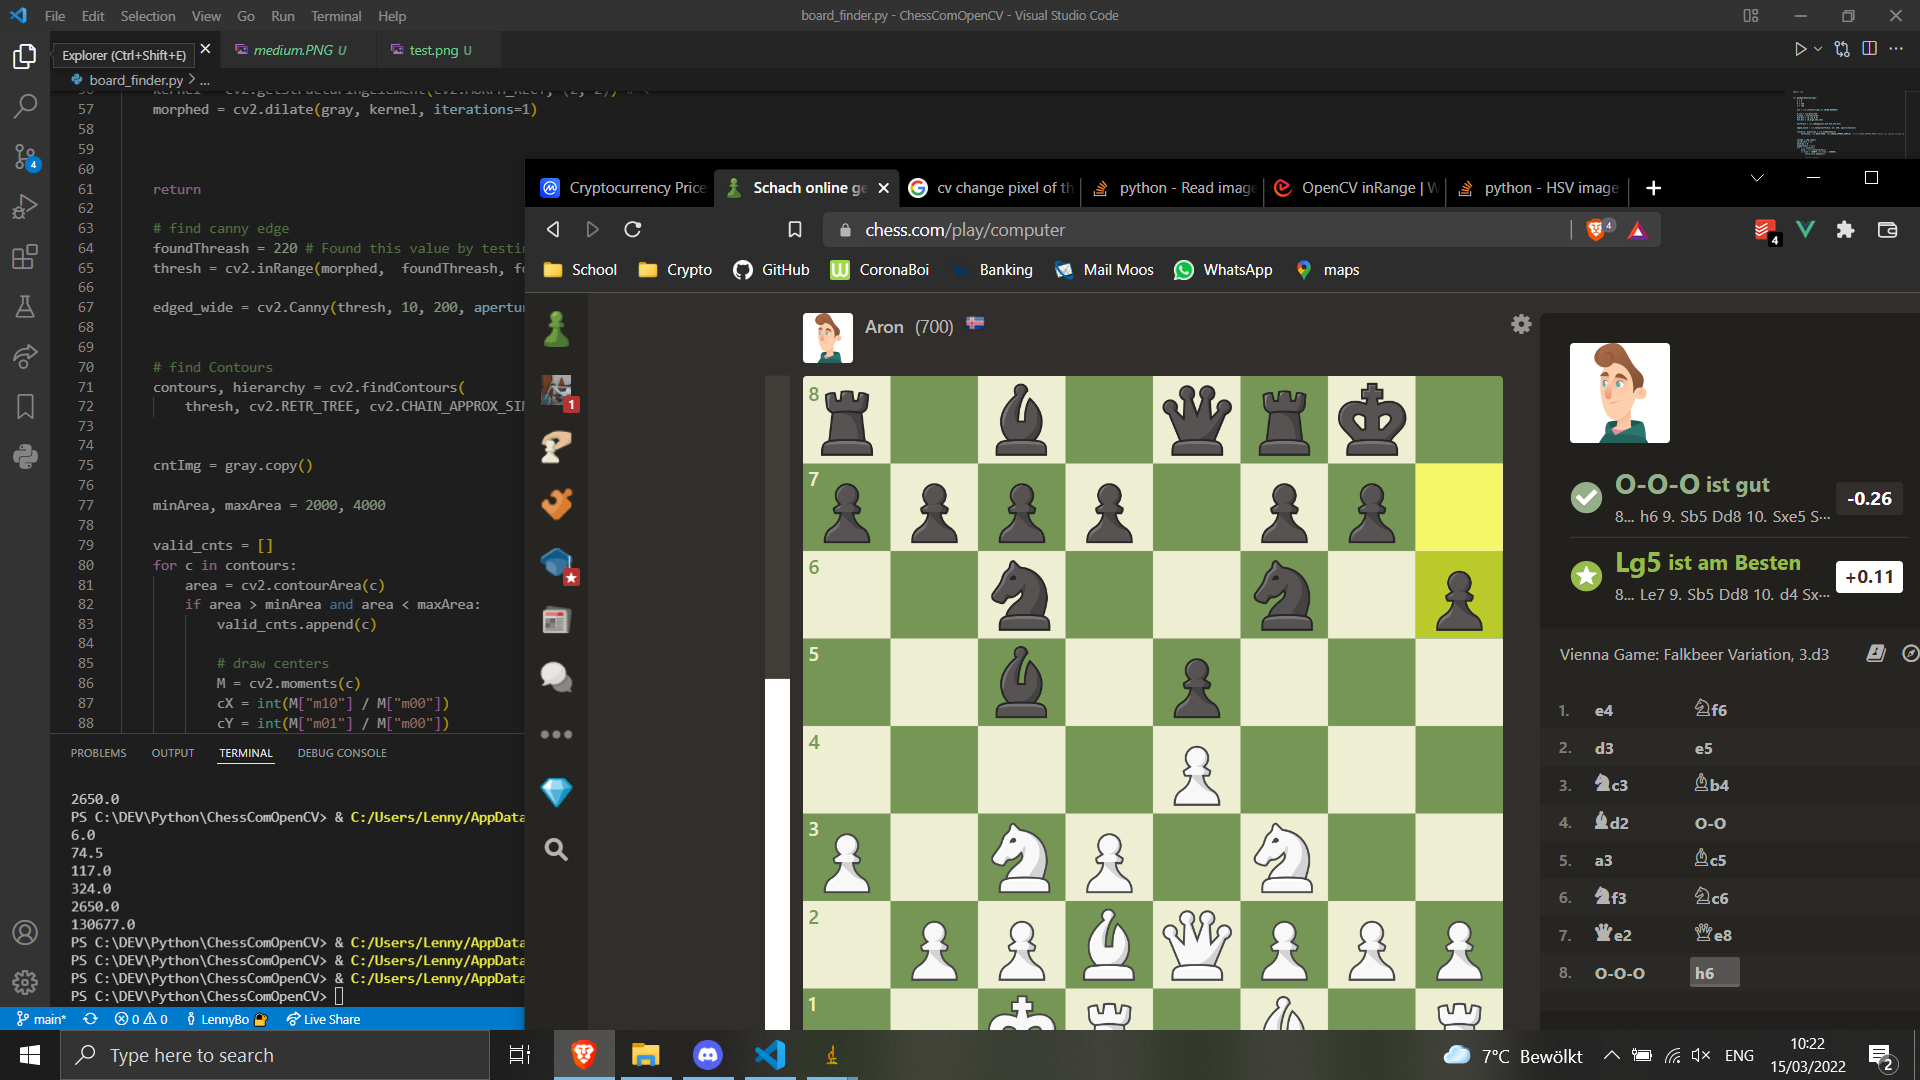 File Edit Selection View Go Run Terminal Help
board_finder.py - ChessComOpenCV - Visual Studio Code
Explorer (Ctrl+Shift+E)
medium.PNG U
test.png U
board_finder.py > ...
57 morphed = cv2.dilate(gray, kernel, iterations=1)
58
59
60
61 return
62
63 # find canny edge
64 foundThreash = 220 # Found this value by testin
65 thresh = cv2.inRange(morphed, foundThreash, fo
66
67 edged_wide = cv2.Canny(thresh, 10, 200, apertur
68
69
70 # find Contours
71 contours, hierarchy = cv2.findContours(
72 thresh, cv2.RETR_TREE, cv2.CHAIN_APPROX_SIM
73
74
75 cntImg = gray.copy()
76
77 minArea, maxArea = 2000, 4000
78
79 valid_cnts = []
80 for c in contours:
81 area = cv2.contourArea(c)
82 if area > minArea and area < maxArea:
83 valid_cnts.append(c)
84
85 # draw centers
86 M = cv2.moments(c)
87 cX = int(M["m10"] / M["m00"])
88 cY = int(M["m01"] / M["m00"])
PROBLEMS OUTPUT TERMINAL DEBUG CONSOLE
2650.0
PS C:\DEV\Python\ChessComOpenCV> & C:/Users/Lenny/AppData
6.0
74.5
117.0
324.0
2650.0
130677.0
PS C:\DEV\Python\ChessComOpenCV> & C:/Users/Lenny/AppData
PS C:\DEV\Python\ChessComOpenCV> & C:/Users/Lenny/AppData
PS C:\DEV\Python\ChessComOpenCV> & C:/Users/Lenny/AppData
PS C:\DEV\Python\ChessComOpenCV>
main* 0 0 LennyBo Live Share
4
Cryptocurrency Price
Schach online ge
cv change pixel of th
python - Read image
OpenCV inRange | W
python - HSV image
chess.com/play/computer
4
4
School Crypto GitHub CoronaBoi Banking Mail Moos WhatsApp maps
1
Aron (700)
8
7
6
5
4
3
2
1
O-O-O ist gut
-0.26
8... h6 9. Sb5 Dd8 10. Sxe5 S···
Lg5 ist am Besten
+0.11
8... Le7 9. Sb5 Dd8 10. d4 Sx···
Vienna Game: Falkbeer Variation, 3.d3
1. e4 f6
2. d3 e5
3. c3 b4
4. d2 O-O
5. a3 c5
6. f3 c6
7. e2 e8
8. O-O-O h6
Type here to search
7°C Bewölkt
ENG
10:22
15/03/2022
2